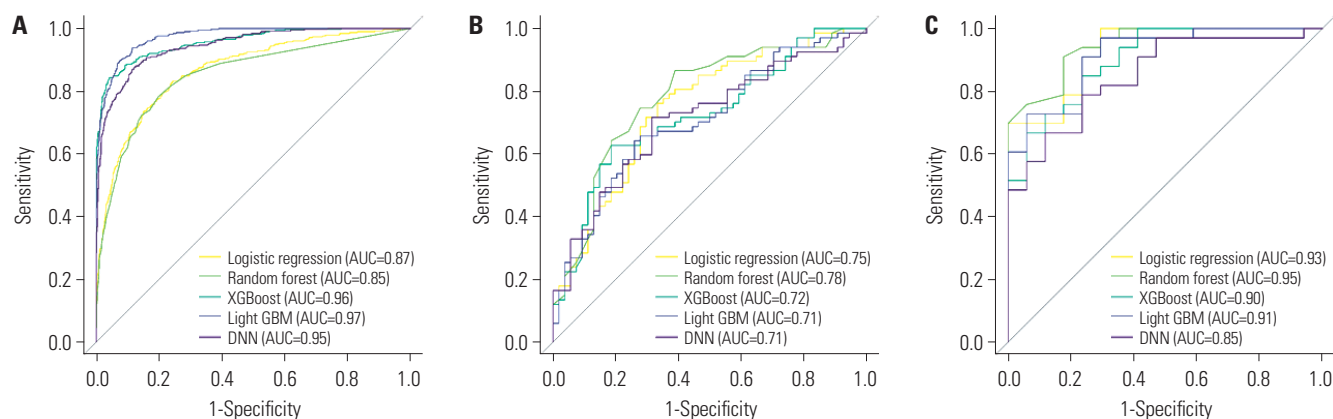 A
Sensitivity
1.0
0.8
0.6
0.4
0.2
0.0
Logistic regression (AUC=0.87)
Random forest (AUC=0.85)
XGBoost (AUC=0.96)
Light GBM (AUC=0.97)
DNN (AUC=0.95)
0.0 0.2 0.4 0.6 0.8 1.0
1-Specificity
B
Sensitivity
1.0
0.8
0.6
0.4
0.2
0.0
Logistic regression (AUC=0.75)
Random forest (AUC=0.78)
XGBoost (AUC=0.72)
Light GBM (AUC=0.71)
DNN (AUC=0.71)
0.0 0.2 0.4 0.6 0.8 1.0
1-Specificity
C
Sensitivity
1.0
0.8
0.6
0.4
0.2
0.0
Logistic regression (AUC=0.93)
Random forest (AUC=0.95)
XGBoost (AUC=0.90)
Light GBM (AUC=0.91)
DNN (AUC=0.85)
0.0 0.2 0.4 0.6 0.8 1.0
1-Specificity